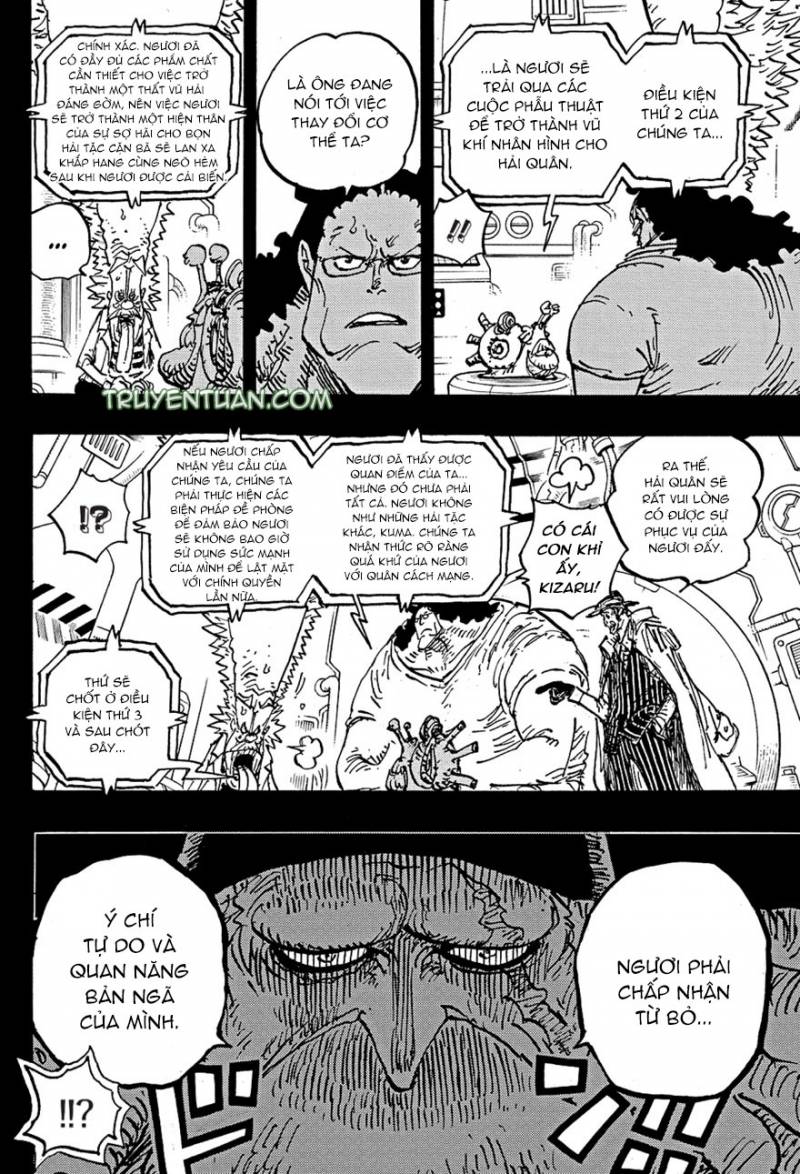 ĐIỀU KIỆN
THỨ 2 CỦA
CHÚNG TA...
...LÀ NGƯƠI SẼ
TRẢI QUA CÁC
CUỘC PHẪU THUẬT
ĐỂ TRỞ THÀNH VŨ
KHÍ NHÂN HÌNH CHO
HẢI QUÂN.
!!
LÀ ÔNG ĐANG
NÓI TỚI VIỆC
THAY ĐỔI CƠ
THỂ TA?
CHÍNH XÁC. NGƯƠI ĐÃ
CÓ ĐẦY ĐỦ CÁC PHẨM CHẤT
CẦN THIẾT CHO VIỆC TRỞ
THÀNH MỘT THẤT VŨ HẢI
ĐÁNG GỜM, NÊN VIỆC NGƯƠI
SẼ TRỞ THÀNH MỘT HIỆN THÂN
CỦA SỰ SỢ HÃI CHO BỌN
HẢI TẶC CẶN BÃ SẼ LAN XA
KHẮP HANG CÙNG NGÕ HẺM
SAU KHI NGƯƠI ĐƯỢC CẢI BIẾN.
...
TRUYENTUAN.COM
RA THẾ.
HẢI QUÂN SẼ
RẤT VUI LÒNG
CÓ ĐƯỢC SỰ
PHỤC VỤ CỦA
NGƯƠI ĐẤY.
CÓ CÁI
CON KHỈ
ẤY,
KIZARU!
NGƯƠI ĐÃ THẤY ĐƯỢC
QUAN ĐIỂM CỦA TA...
NHƯNG ĐÓ CHƯA PHẢI
TẤT CẢ. NGƯƠI KHÔNG
NHƯ NHỮNG HẢI TẶC
KHÁC, KUMA. CHÚNG TA
NHẬN THỨC RÕ RÀNG
QUÁ KHỨ CỦA NGƯƠI
VỚI QUÂN CÁCH MẠNG.
NẾU NGƯƠI CHẤP
NHẬN YÊU CẦU CỦA
CHÚNG TA, CHÚNG TA
PHẢI THỰC HIỆN CÁC
BIỆN PHÁP ĐỀ PHÒNG
ĐỂ ĐẢM BẢO NGƯƠI
SẼ KHÔNG BAO GIỜ
SỬ DỤNG SỨC MẠNH
CỦA MÌNH ĐỂ LẬT MẶT
VỚI CHÍNH QUYỀN
LẦN NỮA.
!?
THỨ SẼ
CHỐT Ở ĐIỀU
KIỆN THỨ 3
VÀ SAU CHÓT
ĐÂY...
NGƯƠI PHẢI
CHẤP NHẬN
TỪ BỎ...
Ý CHÍ
TỰ DO VÀ
QUAN NĂNG
BẢN NGÃ
CỦA MÌNH.
!!?